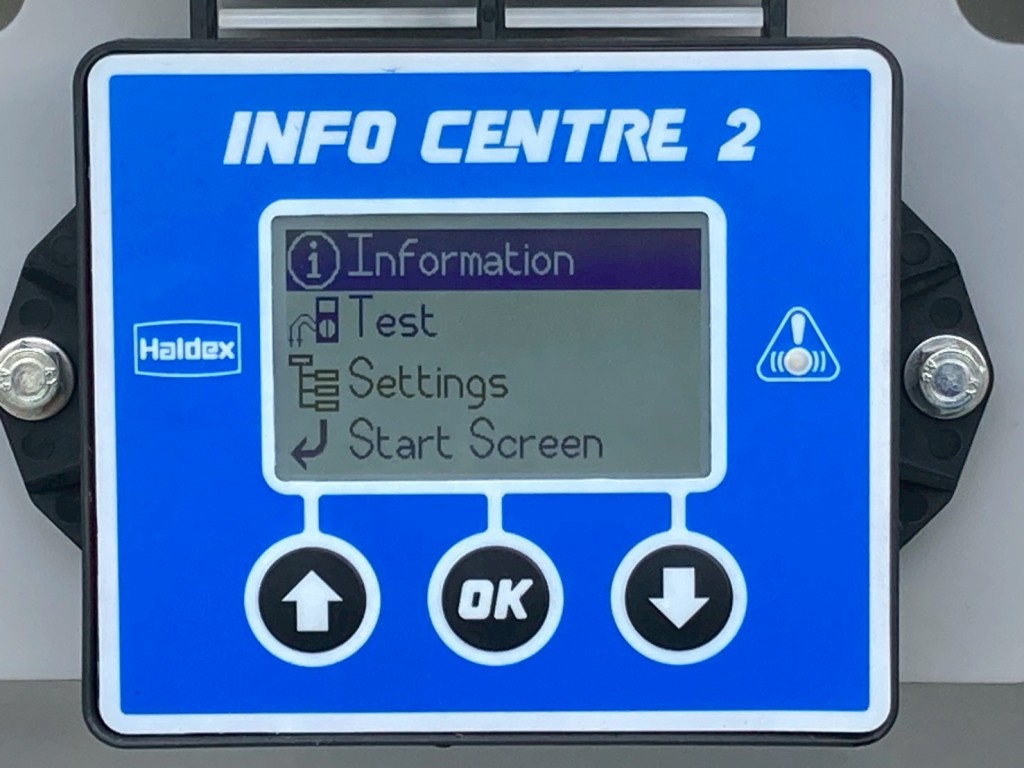 INFO CENTRE 2
Information
Test
Haldex
Settings
Start Screen
OK